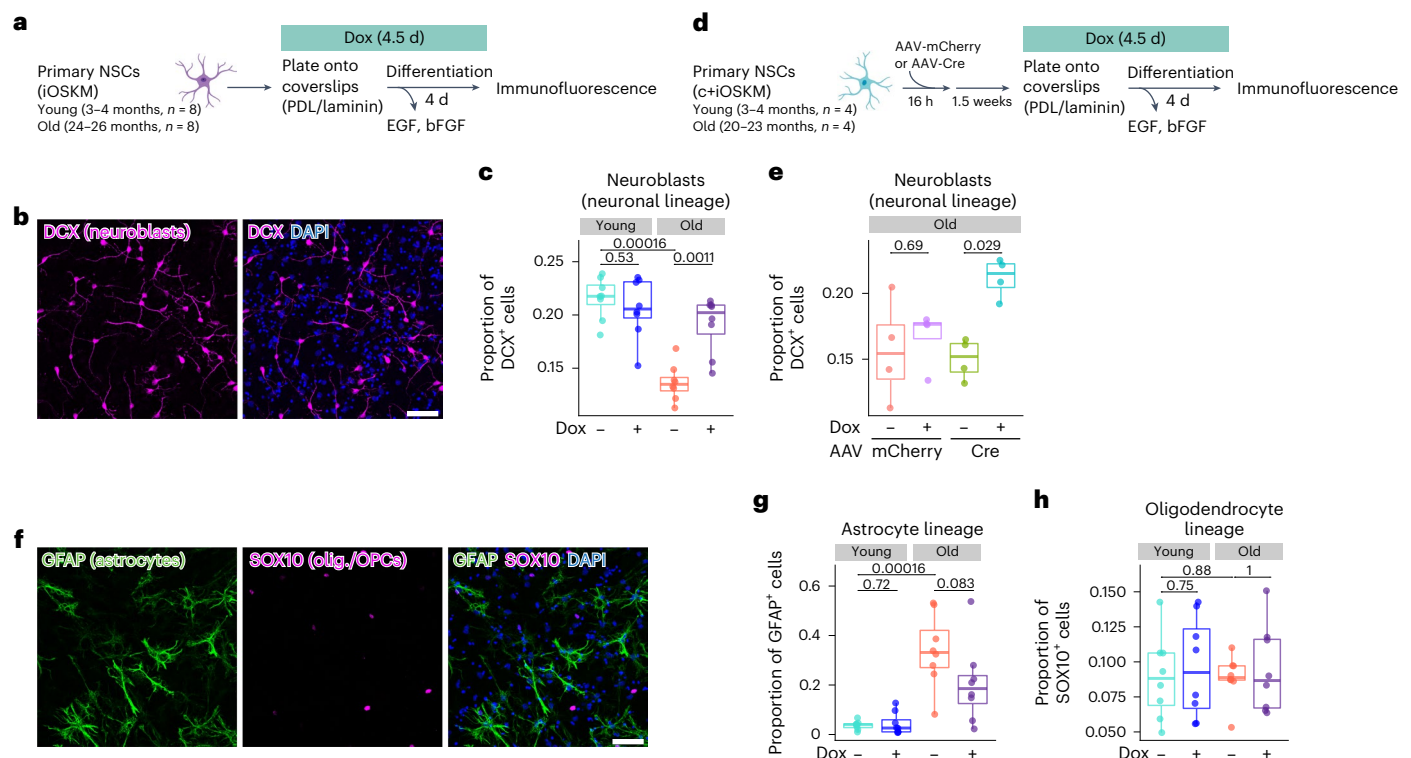 a
Dox (4.5 d)
Primary NSCs
(iOSKM)
Young (3–4 months, n = 8)
Old (24–26 months, n = 8)
Plate onto
coverslips
(PDL/laminin)
Differentiation
4 d
EGF, bFGF
Immunofluorescence
d
Dox (4.5 d)
Primary NSCs
(c+iOSKM)
Young (3–4 months, n = 4)
Old (20–23 months, n = 4)
AAV-mCherry
or AAV-Cre
16 h
1.5 weeks
Plate onto
coverslips
(PDL/laminin)
Differentiation
4 d
EGF, bFGF
Immunofluorescence
b
DCX (neuroblasts)
DCX DAPI
c
Neuroblasts
(neuronal lineage)
Young
Old
0.00016
0.53
0.0011
Proportion of
DCX⁺ cells
0.25
0.20
0.15
Dox – + – +
e
Neuroblasts
(neuronal lineage)
Old
0.69
0.029
Proportion of
DCX⁺ cells
0.20
0.15
Dox – + – +
AAV mCherry Cre
f
GFAP (astrocytes)
SOX10 (olig./OPCs)
GFAP SOX10 DAPI
g
Astrocyte lineage
Young
Old
0.00016
0.72
0.083
Proportion of GFAP⁺ cells
0.6
0.4
0.2
0
Dox – + – +
h
Oligodendrocyte
lineage
Young
Old
0.88
1
0.75
Proportion of
SOX10⁺ cells
0.150
0.125
0.100
0.075
0.050
Dox – + – +